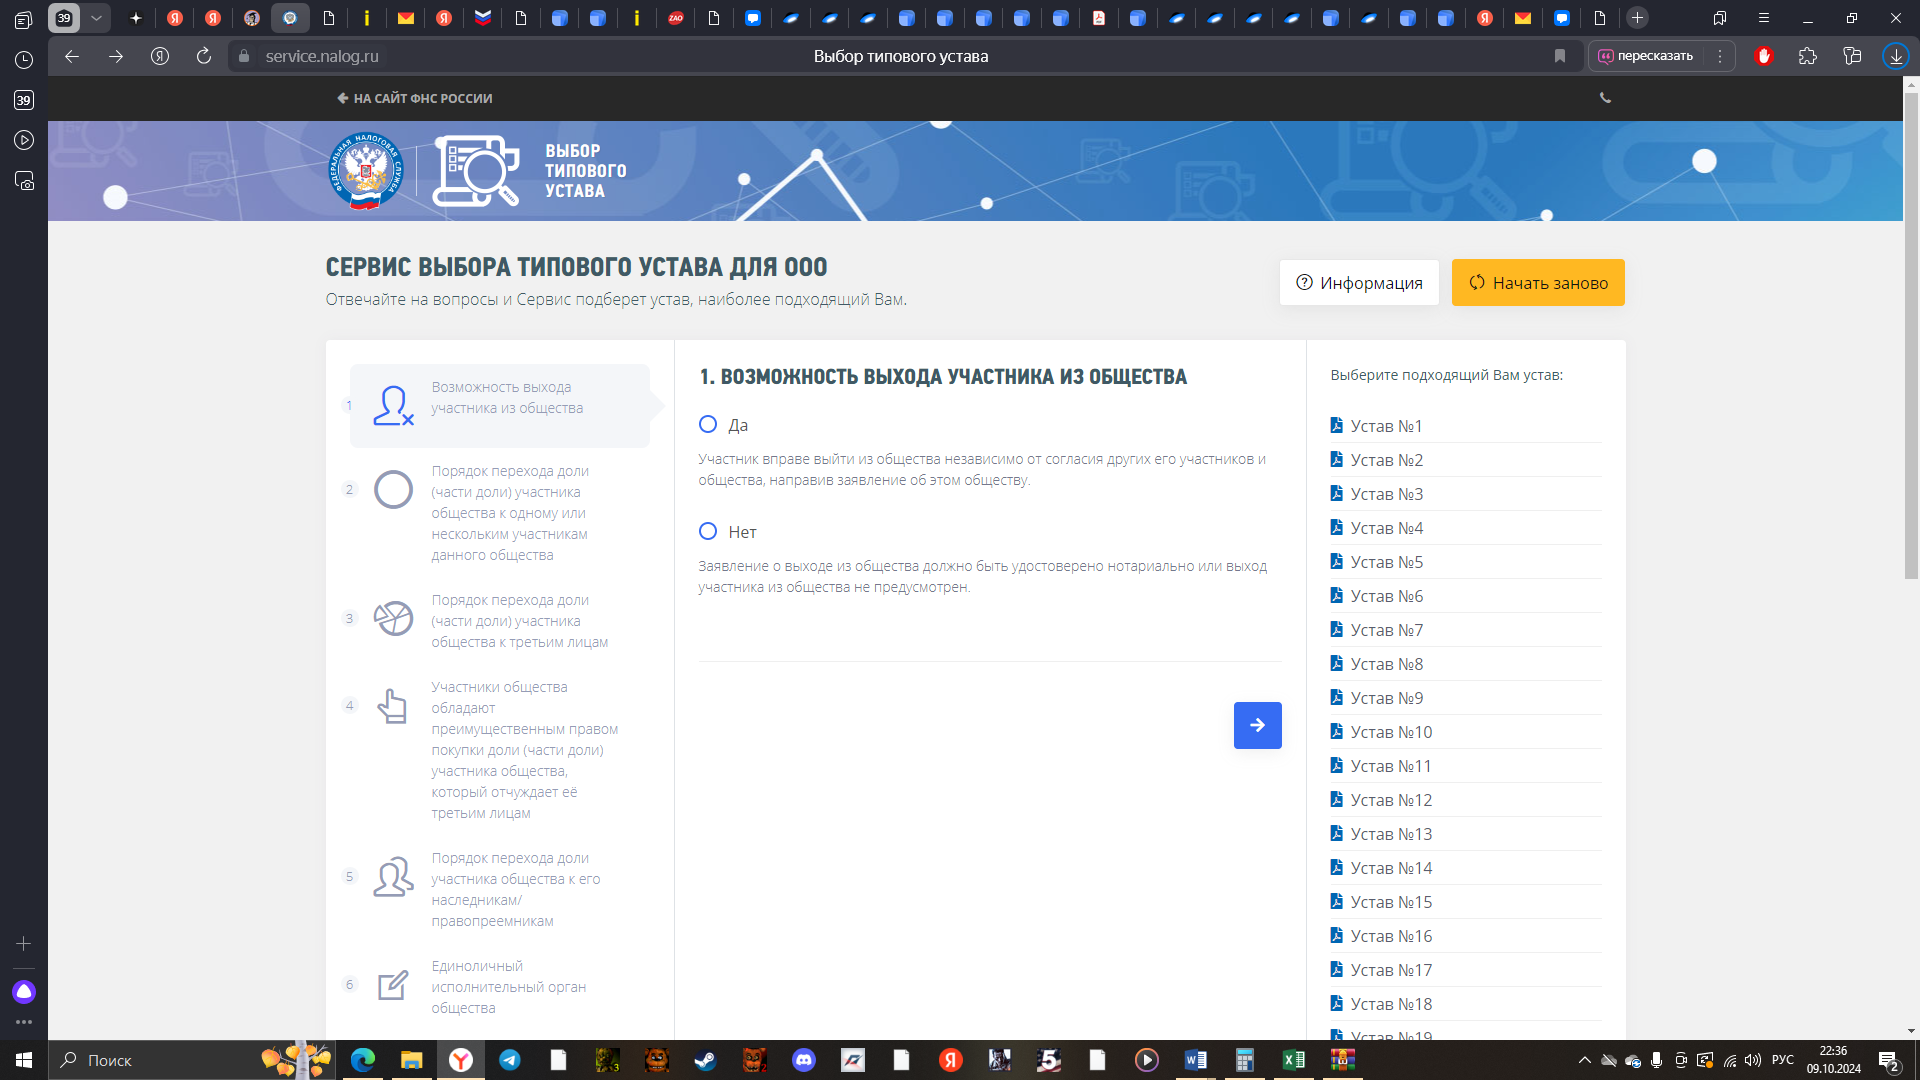 39
service.nalog.ru
Выбор типового устава
пересказать
39
НА САЙТ ФНС РОССИИ
ФЕДЕРАЛЬНАЯ НАЛОГОВАЯ СЛУЖБА
ВЫБОР
ТИПОВОГО
УСТАВА
СЕРВИС ВЫБОРА ТИПОВОГО УСТАВА ДЛЯ ООО
Отвечайте на вопросы и Сервис подберет устав, наиболее подходящий Вам.
Информация
Начать заново
1
Возможность выхода
участника из общества
2
Порядок перехода доли
(части доли) участника
общества к одному или
нескольким участникам
данного общества
3
Порядок перехода доли
(части доли) участника
общества к третьим лицам
4
Участники общества
обладают
преимущественным правом
покупки доли (части доли)
участника общества,
который отчуждает её
третьим лицам
5
Порядок перехода доли
участника общества к его
наследникам/
правопреемникам
6
Единоличный
исполнительный орган
общества
1. ВОЗМОЖНОСТЬ ВЫХОДА УЧАСТНИКА ИЗ ОБЩЕСТВА
Да
Участник вправе выйти из общества независимо от согласия других его участников и
общества, направив заявление об этом обществу.
Нет
Заявление о выходе из общества должно быть удостоверено нотариально или выход
участника из общества не предусмотрен.
Выберите подходящий Вам устав:
Устав №1
Устав №2
Устав №3
Устав №4
Устав №5
Устав №6
Устав №7
Устав №8
Устав №9
Устав №10
Устав №11
Устав №12
Устав №13
Устав №14
Устав №15
Устав №16
Устав №17
Устав №18
Устав №19
Поиск
РУС
22:36
09.10.2024
2